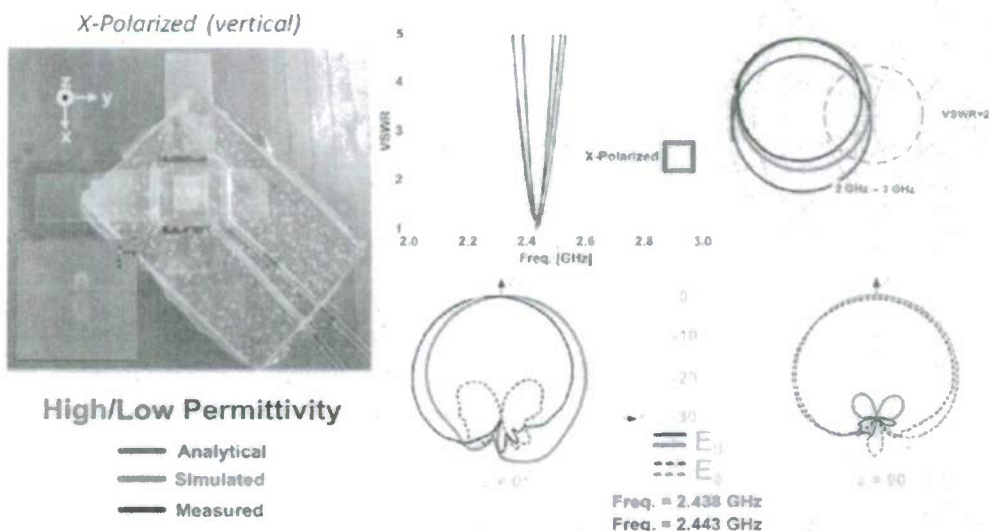 X-Polarized (vertical)
z
y
x
High/Low Permittivity
Analytical
Simulated
Measured
VSWR
5
4
3
2
1
2.0
2.2
2.4
2.6
2.8
3.0
Freq. [GHz]
X-Polarized
VSWR=2
2 GHz - 3 GHz
0
-10
-20
-30
E
E
Freq. = 2.438 GHz
Freq. = 2.443 GHz
= 90